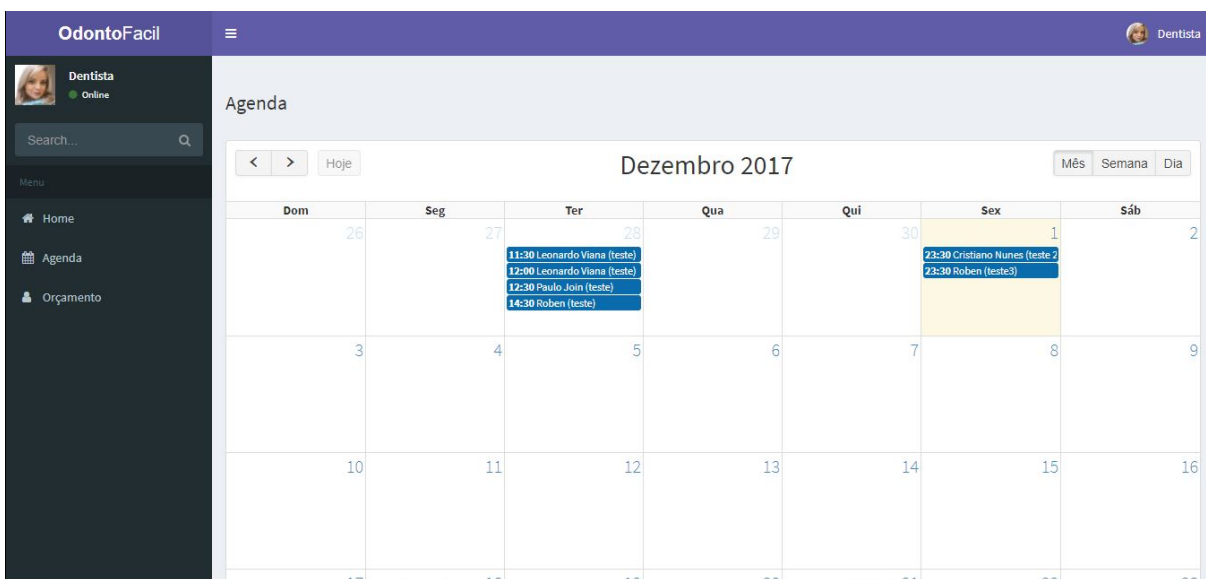 OdontoFacil
Dentista
Dentista
Online
Search...
Menu
Home
Agenda
Orçamento
Agenda
Hoje
Dezembro 2017
Mês Semana Dia
Dom Seg Ter Qua Qui Sex Sáb
26 27 28 29 30 1 2
11:30 Leonardo Viana (teste)
12:00 Leonardo Viana (teste)
12:30 Paulo Join (teste)
14:30 Roben (teste)
23:30 Cristiano Nunes (teste 2
23:30 Roben (teste3)
3 4 5 6 7 8 9
10 11 12 13 14 15 16